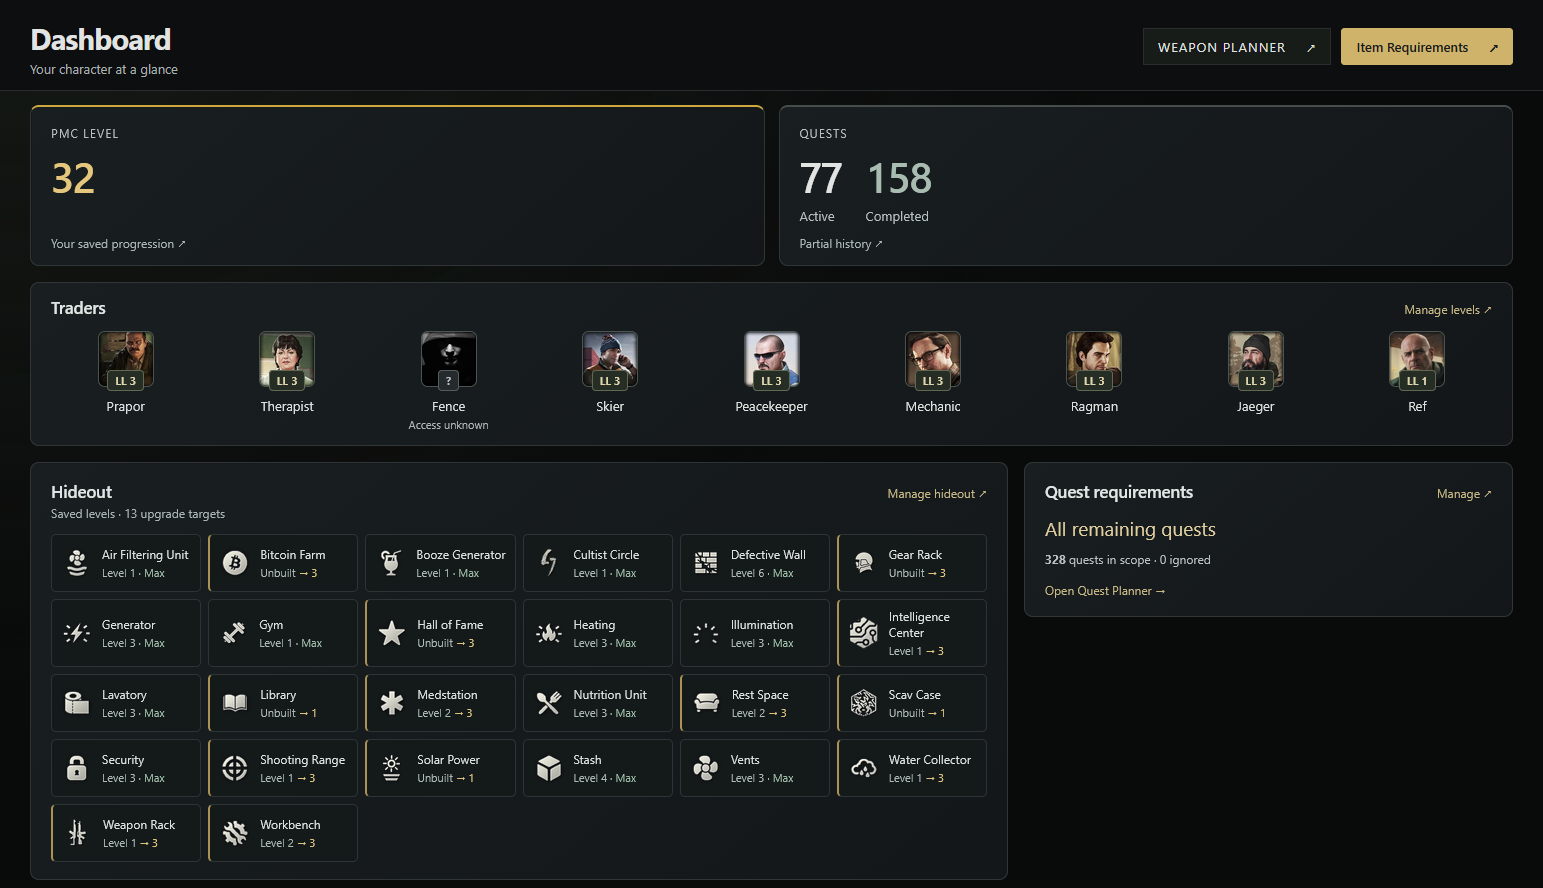 Dashboard
Your character at a glance
WEAPON PLANNER ↗
Item Requirements ↗
PMC LEVEL
32
Your saved progression ↗
QUESTS
77 158
Active Completed
Partial history ↗
Traders
Manage levels ↗
LL 3
Prapor
LL 3
Therapist
?
Fence
Access unknown
LL 3
Skier
LL 3
Peacekeeper
LL 3
Mechanic
LL 3
Ragman
LL 3
Jaeger
LL 1
Ref
Hideout
Saved levels · 13 upgrade targets
Manage hideout ↗
Air Filtering Unit
Level 1 · Max
Bitcoin Farm
Unbuilt → 3
Booze Generator
Level 1 · Max
Cultist Circle
Level 1 · Max
Defective Wall
Level 6 · Max
Gear Rack
Unbuilt → 3
Generator
Level 3 · Max
Gym
Level 1 · Max
Hall of Fame
Unbuilt → 3
Heating
Level 3 · Max
Illumination
Level 3 · Max
Intelligence
Center
Level 1 → 3
Lavatory
Level 3 · Max
Library
Unbuilt → 1
Medstation
Level 2 → 3
Nutrition Unit
Level 3 · Max
Rest Space
Level 2 → 3
Scav Case
Unbuilt → 1
Security
Level 3 · Max
Shooting Range
Level 1 → 3
Solar Power
Unbuilt → 1
Stash
Level 4 · Max
Vents
Level 3 · Max
Water Collector
Level 1 → 3
Weapon Rack
Level 1 → 3
Workbench
Level 2 → 3
Quest requirements
Manage ↗
All remaining quests
328 quests in scope · 0 ignored
Open Quest Planner →